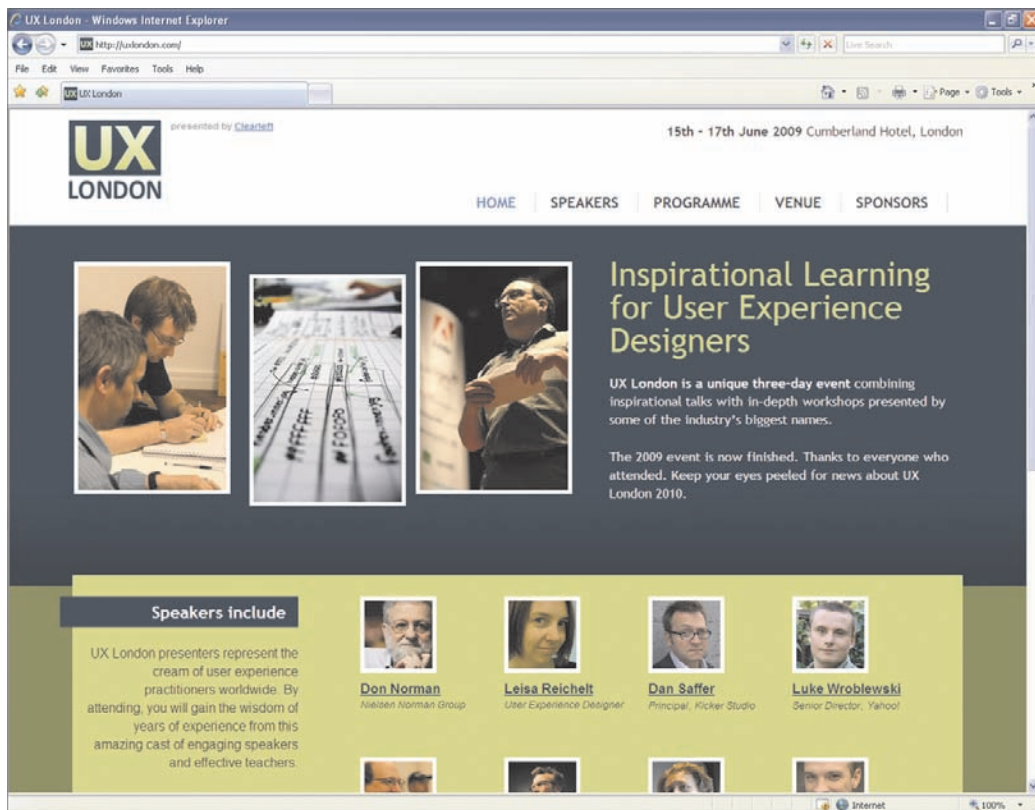 UX London - Windows Internet Explorer
http://uxlondon.com/
Live Search
File Edit View Favorites Tools Help
UX London
Page Tools
UX
LONDON
presented by Clearleft
15th - 17th June 2009 Cumberland Hotel, London
HOME SPEAKERS PROGRAMME VENUE SPONSORS
Inspirational Learning
for User Experience
Designers
UX London is a unique three-day event combining
inspirational talks with in-depth workshops presented by
some of the industry's biggest names.
The 2009 event is now finished. Thanks to everyone who
attended. Keep your eyes peeled for news about UX
London 2010.
#FFFFFF
#F0F0F0
Speakers include
UX London presenters represent the
cream of user experience
practitioners worldwide. By
attending, you will gain the wisdom of
years of experience from this
amazing cast of engaging speakers
and effective teachers.
Don Norman
Nielsen Norman Group
Leisa Reichelt
User Experience Designer
Dan Saffer
Principal, Kicker Studio
Luke Wroblewski
Senior Director, Yahoo!
Internet
100%